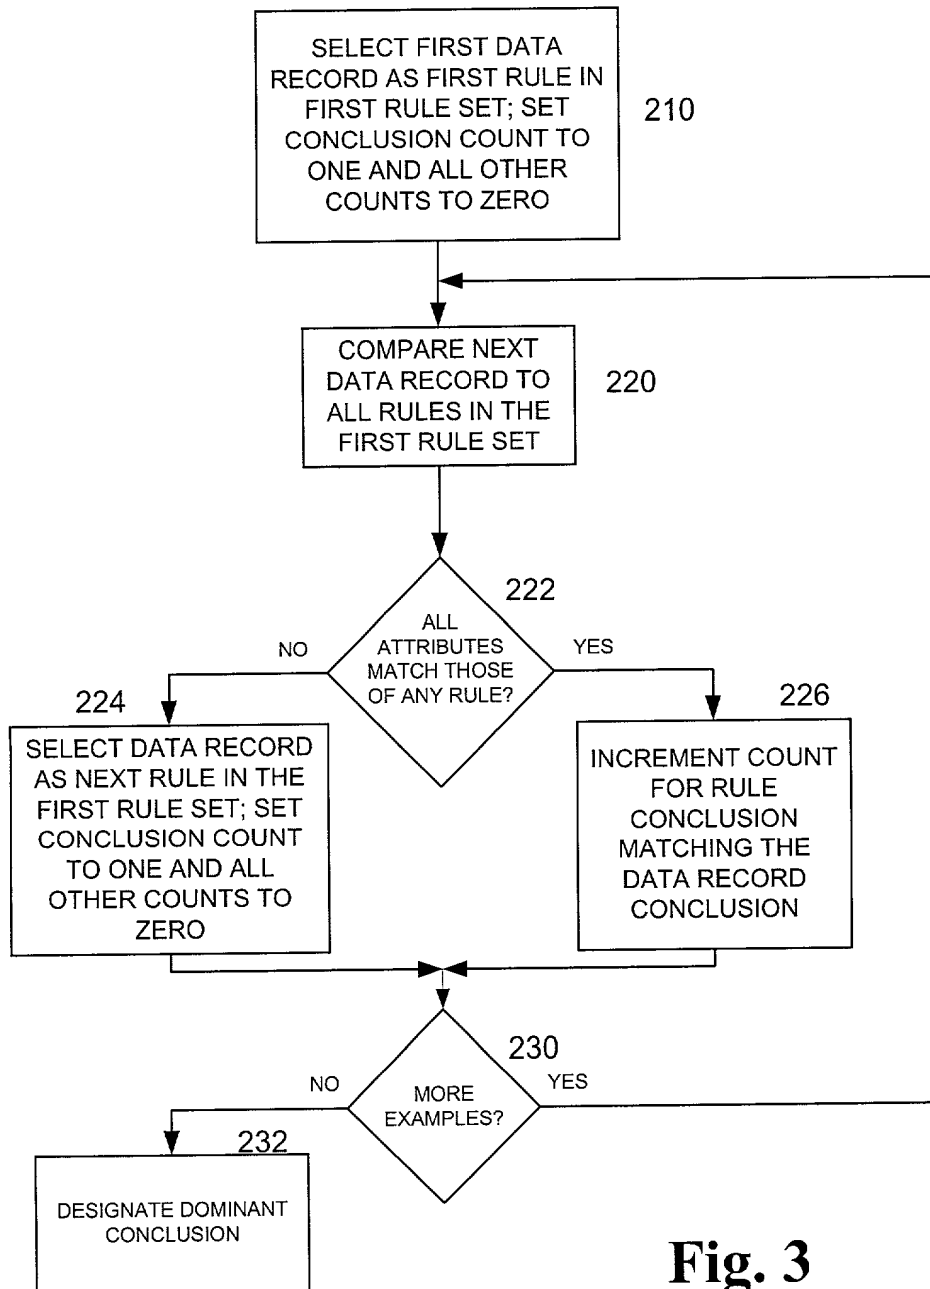 SELECT FIRST DATA
RECORD AS FIRST RULE IN
FIRST RULE SET; SET
CONCLUSION COUNT TO
ONE AND ALL OTHER
COUNTS TO ZERO
210
COMPARE NEXT
DATA RECORD TO
ALL RULES IN THE
FIRST RULE SET
220
222
ALL
ATTRIBUTES
MATCH THOSE
OF ANY RULE?
NO
YES
224
SELECT DATA RECORD
AS NEXT RULE IN THE
FIRST RULE SET; SET
CONCLUSION COUNT
TO ONE AND ALL
OTHER COUNTS TO
ZERO
226
INCREMENT COUNT
FOR RULE
CONCLUSION
MATCHING THE
DATA RECORD
CONCLUSION
230
MORE
EXAMPLES?
NO
YES
232
DESIGNATE DOMINANT
CONCLUSION
Fig. 3